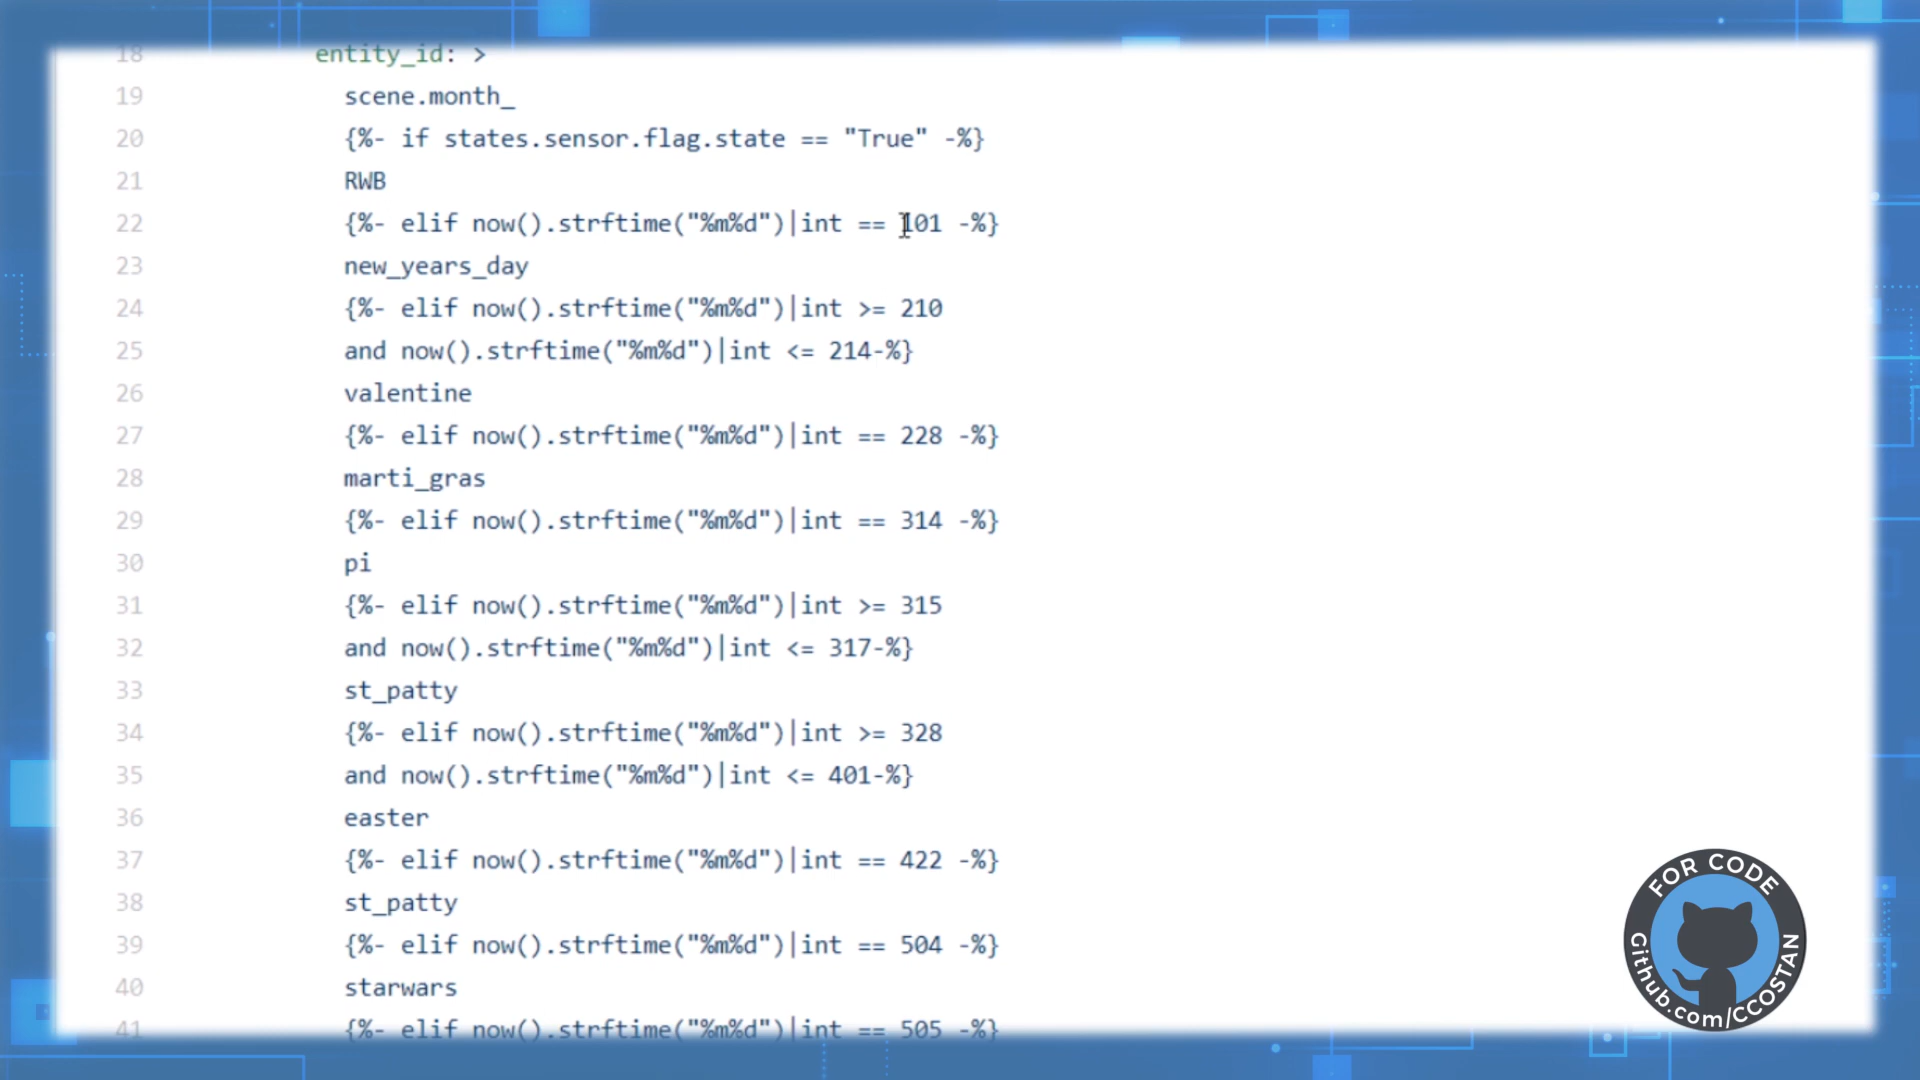 18 entity_id: >
19 scene.month_
20 {%- if states.sensor.flag.state == "True" -%}
21 RWB
22 {%- elif now().strftime("%m%d")|int == 101 -%}
23 new_years_day
24 {%- elif now().strftime("%m%d")|int >= 210
25 and now().strftime("%m%d")|int <= 214-%}
26 valentine
27 {%- elif now().strftime("%m%d")|int == 228 -%}
28 marti_gras
29 {%- elif now().strftime("%m%d")|int == 314 -%}
30 pi
31 {%- elif now().strftime("%m%d")|int >= 315
32 and now().strftime("%m%d")|int <= 317-%}
33 st_patty
34 {%- elif now().strftime("%m%d")|int >= 328
35 and now().strftime("%m%d")|int <= 401-%}
36 easter
37 {%- elif now().strftime("%m%d")|int == 422 -%}
38 st_patty
39 {%- elif now().strftime("%m%d")|int == 504 -%}
40 starwars
41 {%- elif now().strftime("%m%d")|int == 505 -%}
FOR CODE
Github.com/CCOSTAN